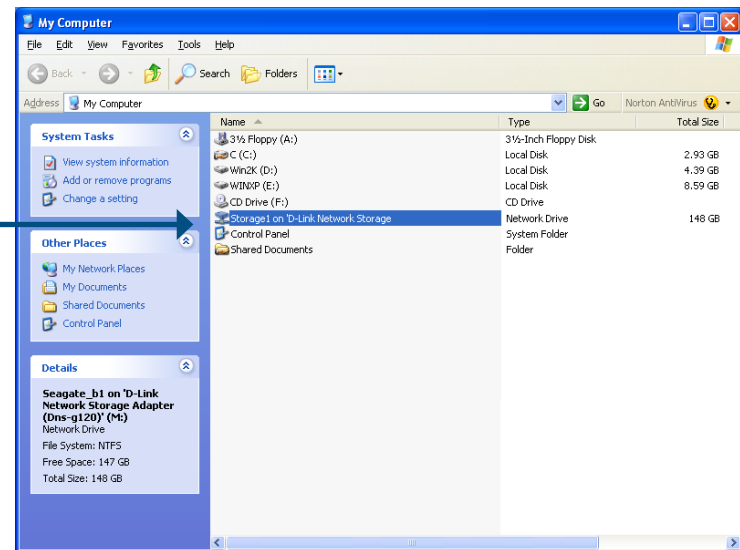 My Computer
File Edit View Favorites Tools Help
Back Search Folders
Address My Computer Go Norton AntiVirus
System Tasks
View system information
Add or remove programs
Change a setting
Other Places
My Network Places
My Documents
Shared Documents
Control Panel
Details
Seagate_b1 on 'D-Link
Network Storage Adapter
(Dns-g120)' (M:)
Network Drive
File System: NTFS
Free Space: 147 GB
Total Size: 148 GB
Name Type Total Size
3½ Floppy (A:) 3½-Inch Floppy Disk
C (C:) Local Disk 2.93 GB
Win2K (D:) Local Disk 4.39 GB
WINXP (E:) Local Disk 8.59 GB
CD Drive (F:) CD Drive
Storage1 on 'D-Link Network Storage Network Drive 148 GB
Control Panel System Folder
Shared Documents Folder